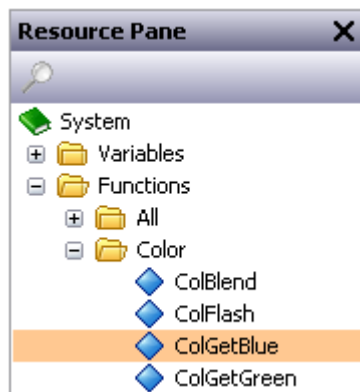 Resource Pane
System
Variables
Functions
All
Color
ColBlend
ColFlash
ColGetBlue
ColGetGreen